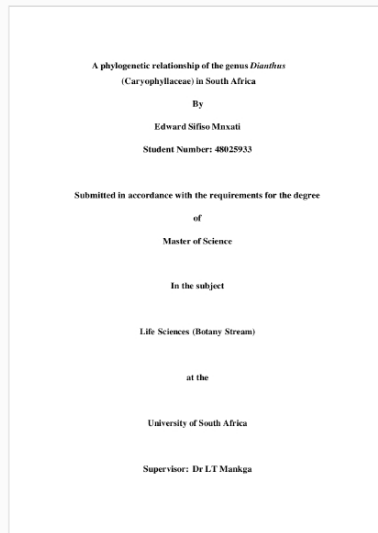 A phylogenetic relationship of the genus Dianthus
(Caryophyllaceae) in South Africa
By
Edward Sifiso Mnxati
Student Number: 48025933
Submitted in accordance with the requirements for the degree
of
Master of Science
In the subject
Life Sciences (Botany Stream)
at the
University of South Africa
Supervisor: Dr LT Mankga